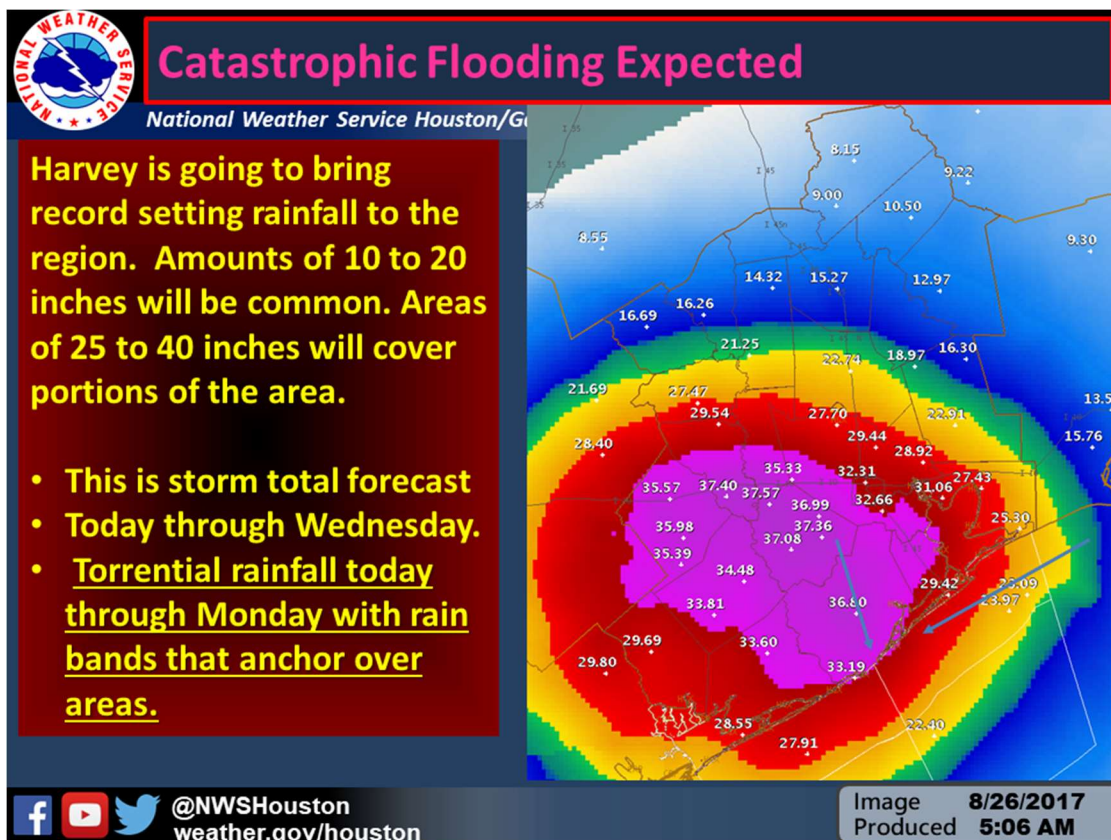 NATIONAL WEATHER SERVICE
Catastrophic Flooding Expected
National Weather Service Houston/G
Harvey is going to bring
record setting rainfall to the
region. Amounts of 10 to 20
inches will be common. Areas
of 25 to 40 inches will cover
portions of the area.
• This is storm total forecast
• Today through Wednesday.
• Torrential rainfall today
through Monday with rain
bands that anchor over
areas.
8.15
9.22
9.00
10.50
8.55
9.30
14.32
15.27
12.97
16.26
16.69
21.25
22.74
18.97
16.30
21.69
27.47
13.5
29.54
27.70
22.91
28.40
29.44
28.92
15.76
35.33
32.31
27.43
35.57
37.40
37.57
36.99
32.66
31.06
25.30
35.98
37.36
37.08
35.39
34.48
29.42
23.97
33.81
36.80
29.69
33.60
29.80
33.19
28.55
27.91
22.40
I 35
I 35
I 35
I 45
I 45
@NWSHouston
weather.gov/houston
Image Produced
8/26/2017
5:06 AM